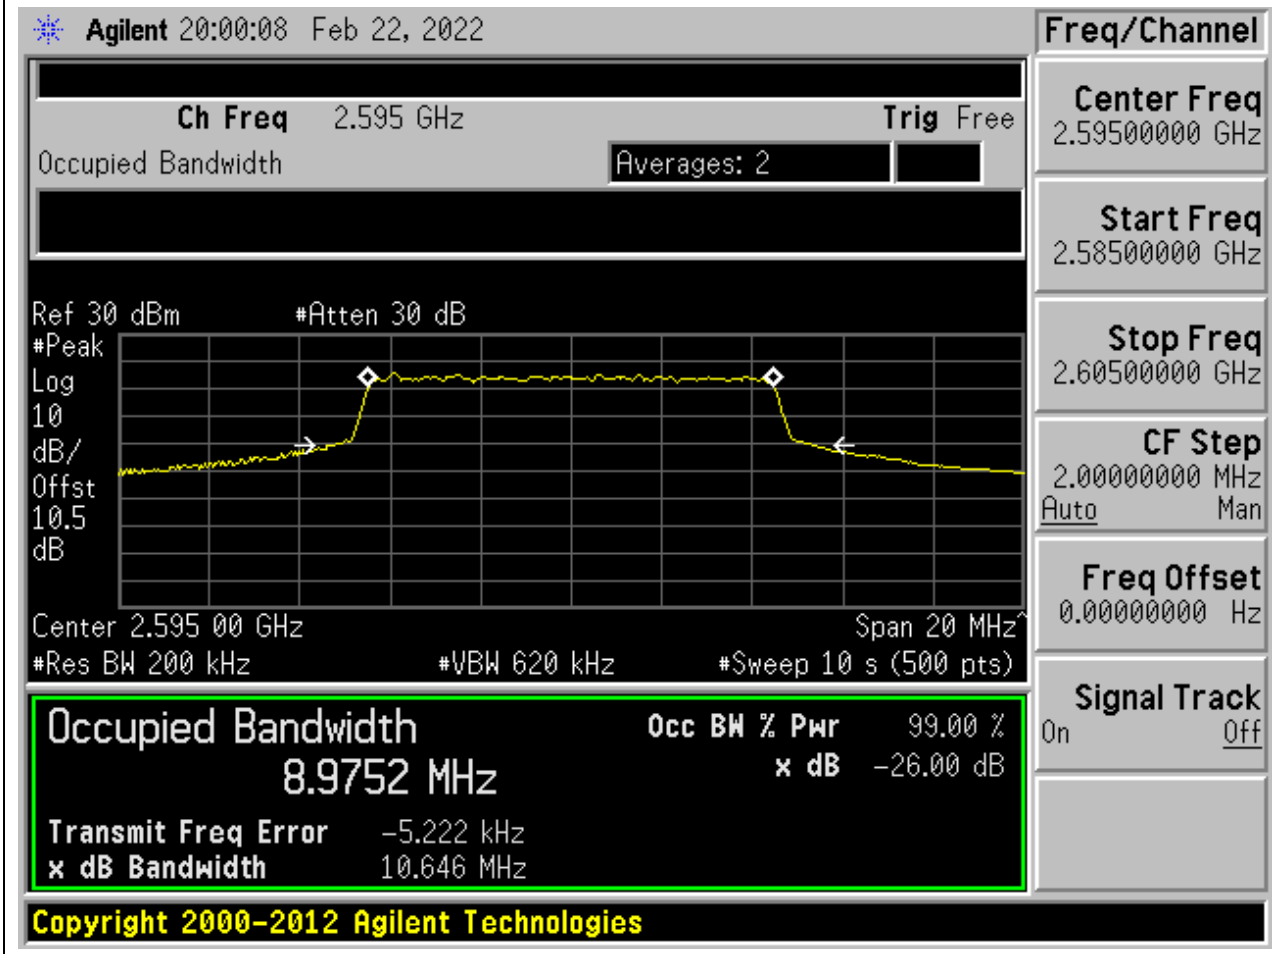 Agilent 20:00:08 Feb 22, 2022
Freq/Channel
Ch Freq 2.595 GHz Trig Free
Occupied Bandwidth Averages: 2
Ref 30 dBm #Atten 30 dB
#Peak
Log
10
dB/
Offst
10.5
dB
Center 2.595 00 GHz Span 20 MHz^
#Res BW 200 kHz #VBW 620 kHz #Sweep 10 s (500 pts)
Occupied Bandwidth Occ BW % Pwr 99.00 %
8.9752 MHz x dB -26.00 dB
Transmit Freq Error -5.222 kHz
x dB Bandwidth 10.646 MHz
Copyright 2000-2012 Agilent Technologies
Center Freq
2.59500000 GHz
Start Freq
2.58500000 GHz
Stop Freq
2.60500000 GHz
CF Step
2.00000000 MHz
Auto Man
Freq Offset
0.00000000 Hz
Signal Track
On Off